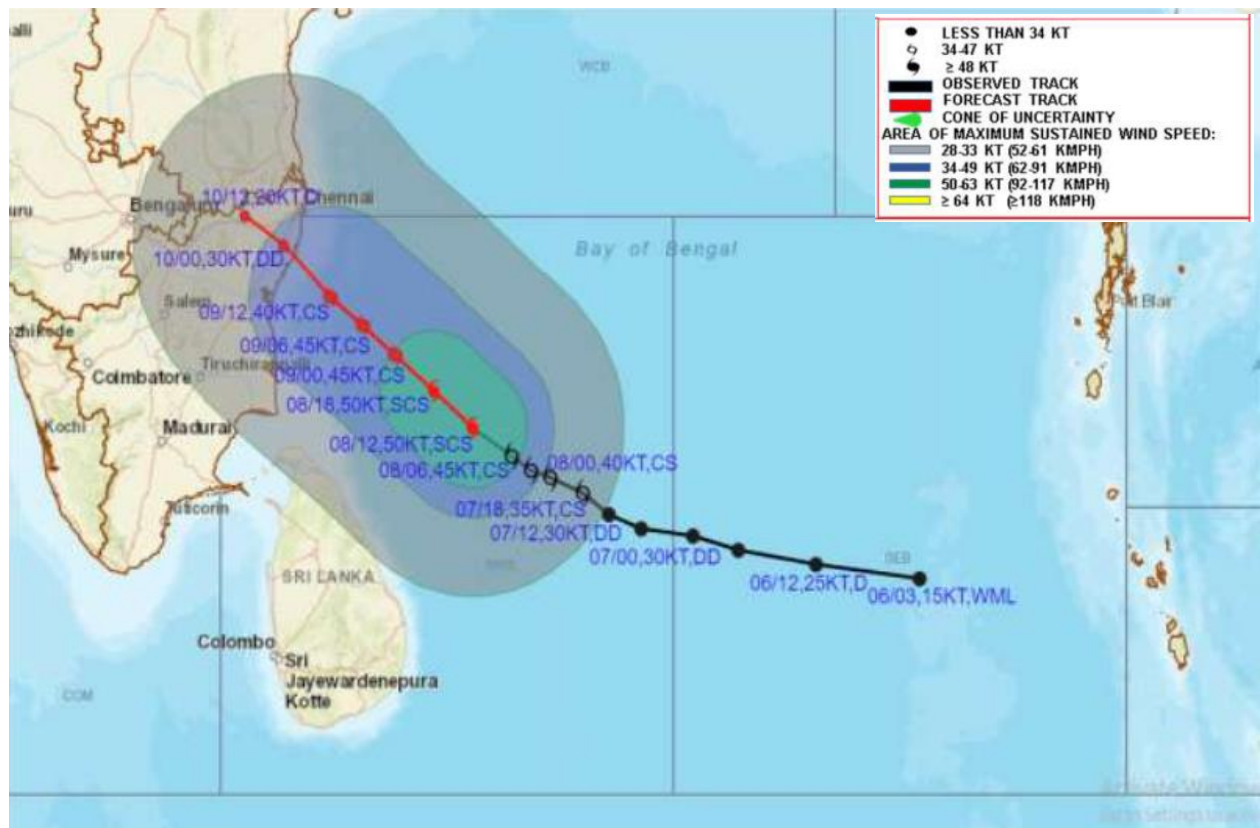 alli
LESS THAN 34 KT
34-47 KT
≥ 48 KT
OBSERVED TRACK
FORECAST TRACK
CONE OF UNCERTAINTY
AREA OF MAXIMUM SUSTAINED WIND SPEED:
28-33 KT (52-61 KMPH)
34-49 KT (62-91 KMPH)
50-63 KT (92-117 KMPH)
≥ 64 KT (≥118 KMPH)
WCB
Chennai
Bengaluru
uru
Bay of Bengal
10/00,30KT,DD
Mysure
Salem
09/12,40KT,CS
Port Blair
ozhikode
09/06,45KT,CS
Tiruchirappalli
Coimbatore
09/00,45KT,CS
08/18,50KT,SCS
Kochi
Madurai
08/12,50KT,SCS
08/06,45KT,CS
08/00,40KT,CS
Tuticorin
07/18,35KT,CS
07/12,30KT,DD
07/00,30KT,DD
SRI LANKA
06/12,25KT,D
06/03,15KT,WML
Colombo
Sri
Jayewardenepura
Kotte
COM